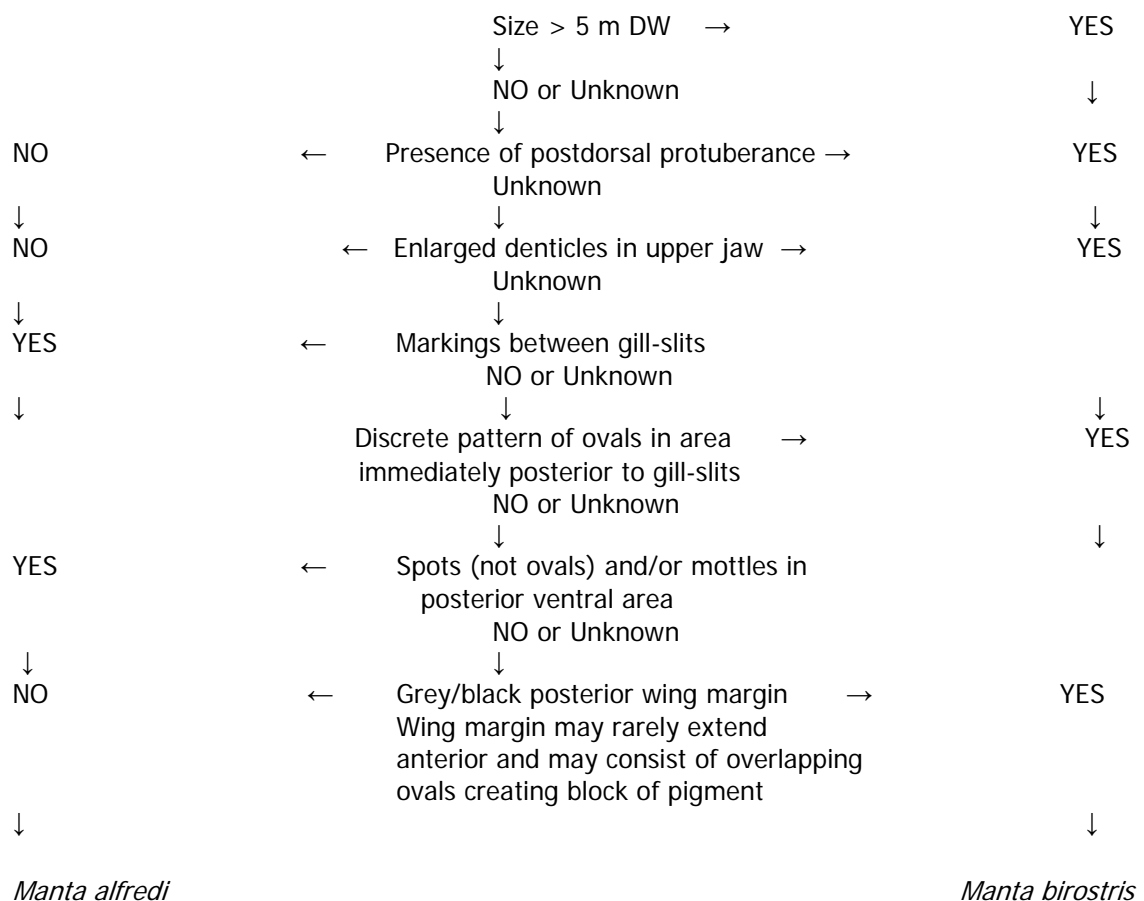 Size > 5 m DW → YES
↓
NO or Unknown ↓
↓
NO ← Presence of postdorsal protuberance → YES
Unknown
↓ ↓ ↓
NO ← Enlarged denticles in upper jaw → YES
Unknown
↓ ↓
YES ← Markings between gill-slits
NO or Unknown
↓ ↓ ↓
Discrete pattern of ovals in area → YES
immediately posterior to gill-slits
NO or Unknown
↓ ↓
YES ← Spots (not ovals) and/or mottles in
posterior ventral area
NO or Unknown
↓ ↓
NO ← Grey/black posterior wing margin → YES
Wing margin may rarely extend
anterior and may consist of overlapping
ovals creating block of pigment
↓ ↓
Manta alfredi Manta birostris